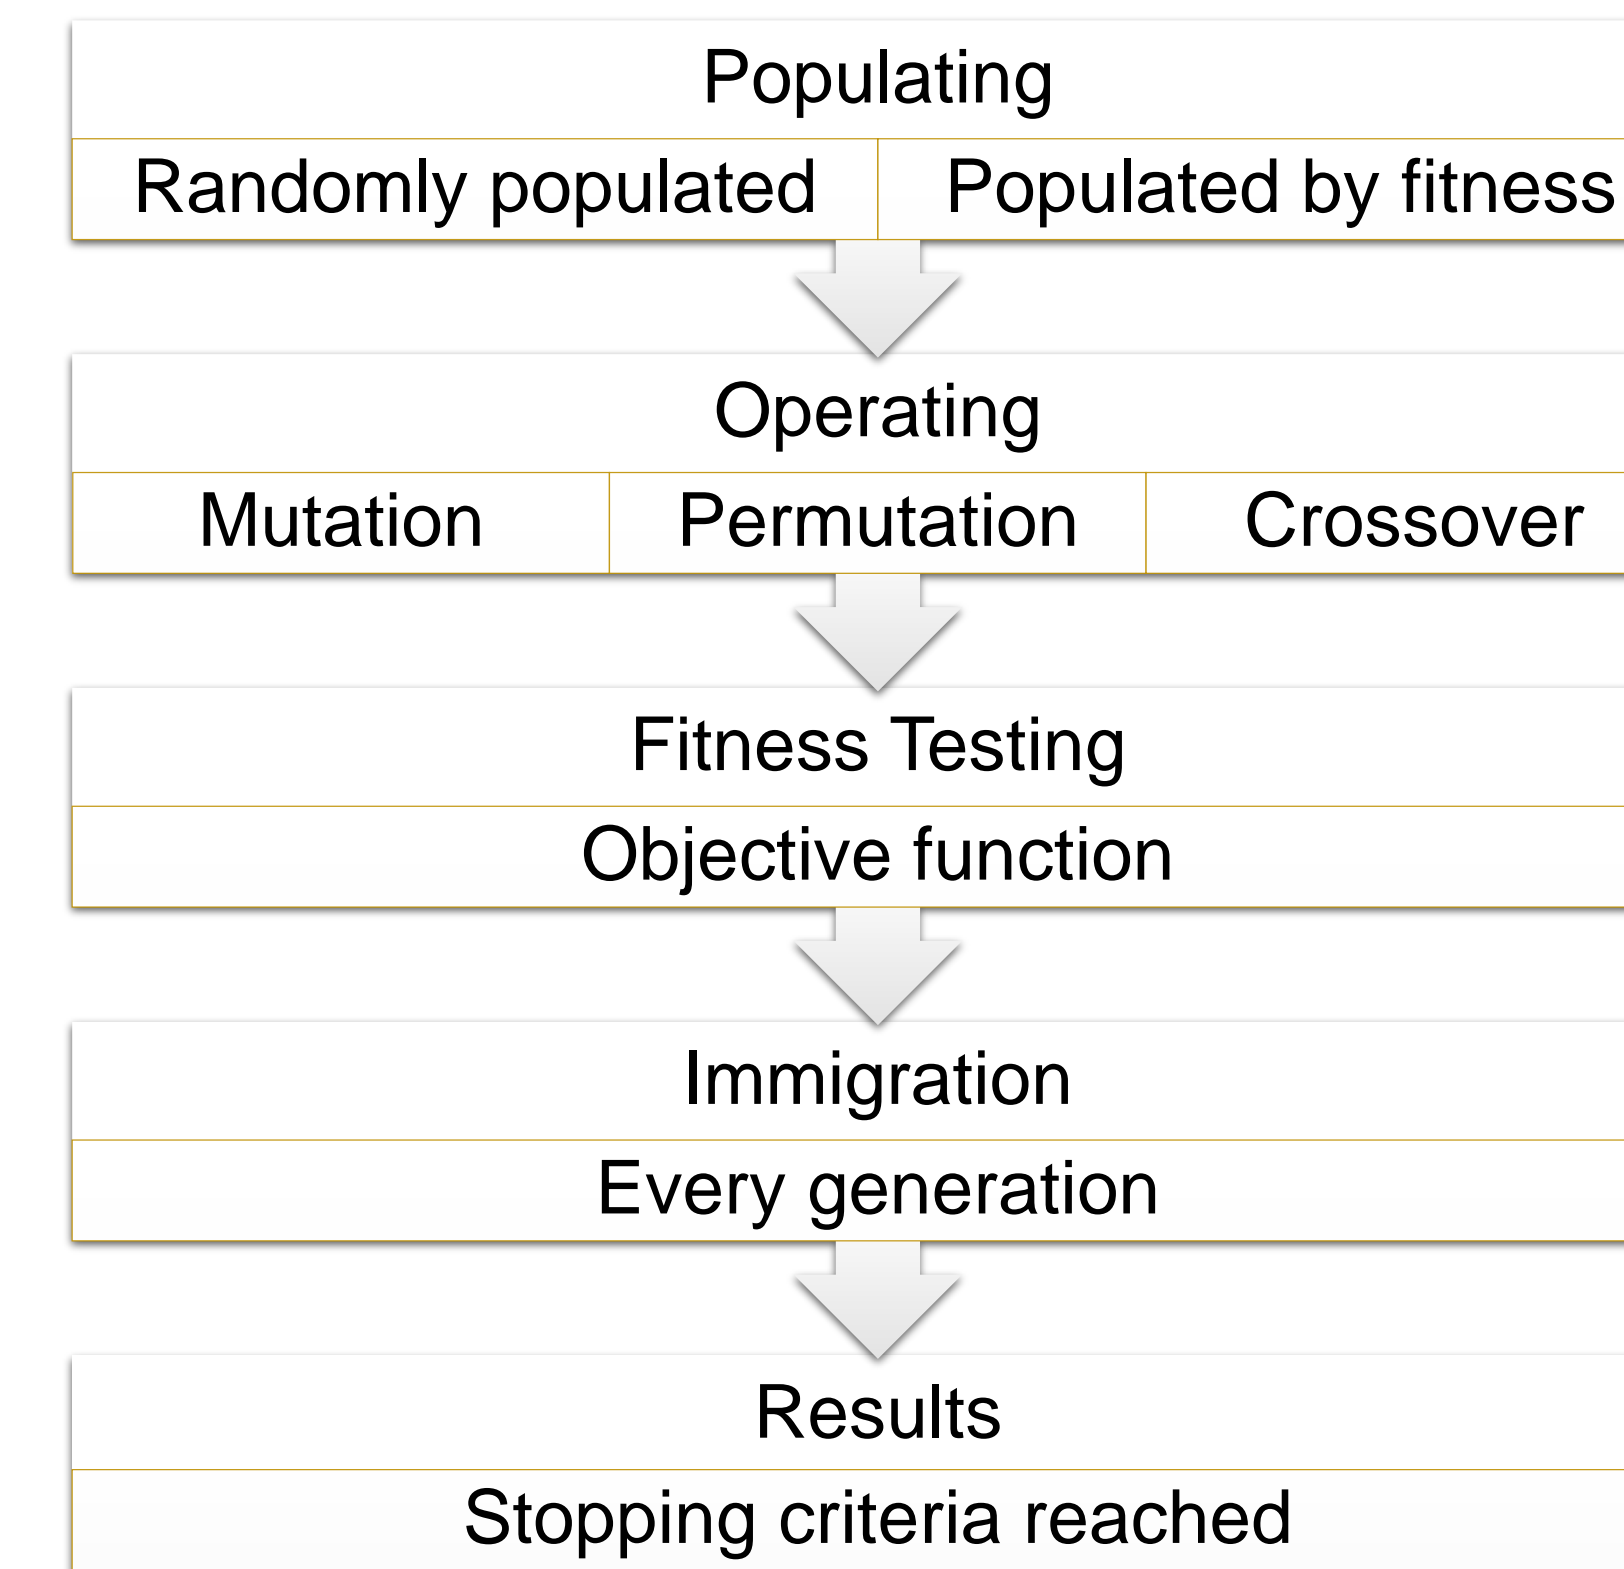 Populating
Randomly populated Populated by fitness
Operating
Mutation Permutation Crossover
Fitness Testing
Objective function
Immigration
Every generation
Results
Stopping criteria reached